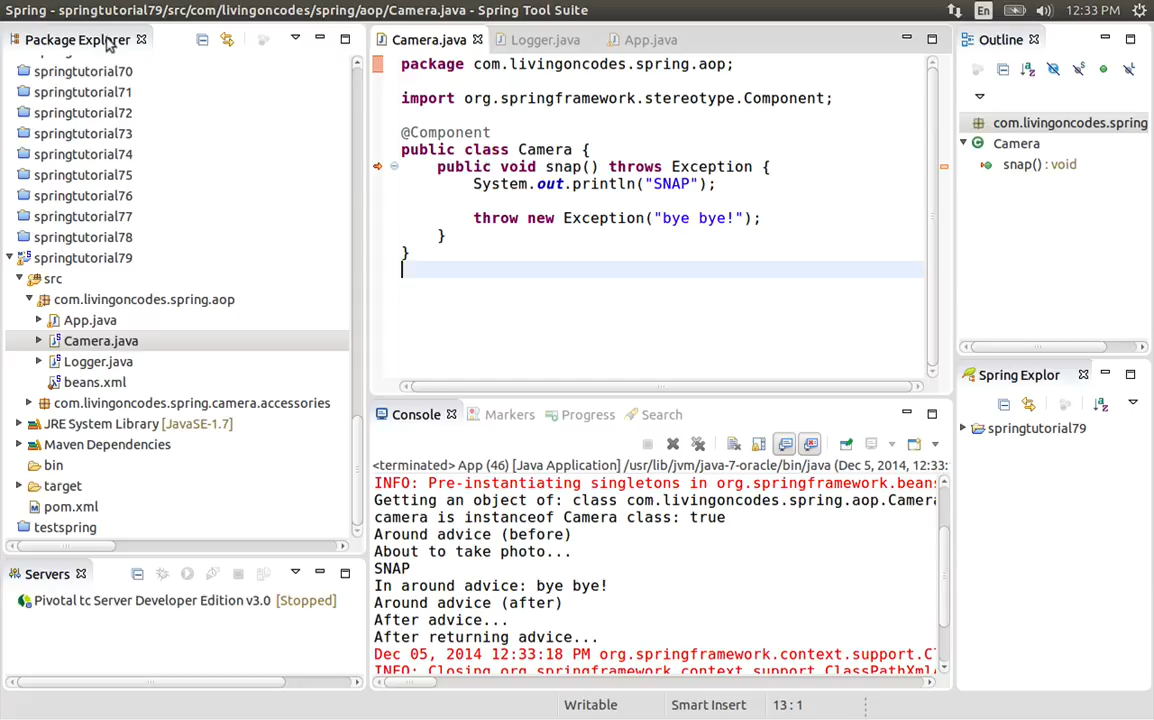 Spring - springtutorial79/src/com/livingoncodes/spring/aop/Camera.java - Spring Tool Suite
En
12:33 PM
Package Explorer
springtutorial70
springtutorial71
springtutorial72
springtutorial73
springtutorial74
springtutorial75
springtutorial76
springtutorial77
springtutorial78
springtutorial79
src
com.livingoncodes.spring.aop
App.java
Camera.java
Logger.java
beans.xml
com.livingoncodes.spring.camera.accessories
JRE System Library [JavaSE-1.7]
Maven Dependencies
bin
target
pom.xml
testspring
Servers
Pivotal tc Server Developer Edition v3.0 [Stopped]
Camera.java
Logger.java
App.java
package com.livingoncodes.spring.aop;
import org.springframework.stereotype.Component;
@Component
public class Camera {
public void snap() throws Exception {
System.out.println("SNAP");
throw new Exception("bye bye!");
}
}
Console
Markers
Progress
Search
<terminated> App (46) [Java Application] /usr/lib/jvm/java-7-oracle/bin/java (Dec 5, 2014, 12:33:
INFO: Pre-instantiating singletons in org.springframework.beans
Getting an object of: class com.livingoncodes.spring.aop.Camera
camera is instanceof Camera class: true
Around advice (before)
About to take photo...
SNAP
In around advice: bye bye!
Around advice (after)
After advice...
After returning advice...
Dec 05, 2014 12:33:18 PM org.springframework.context.support.Cl
INFO: Closing org.springframework.context.support.ClassPathXmlA
Outline
com.livingoncodes.spring
Camera
snap() : void
Spring Explor
springtutorial79
Writable
Smart Insert
13 : 1